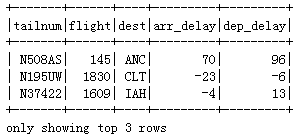 +-------+------+----+---------+---------+
|tailnum|flight|dest|arr_delay|dep_delay|
+-------+------+----+---------+---------+
| N508AS|   145| ANC|       70|       96|
| N195UW|  1830| CLT|      -23|       -6|
| N37422|  1609| IAH|       -4|       13|
+-------+------+----+---------+---------+
only showing top 3 rows